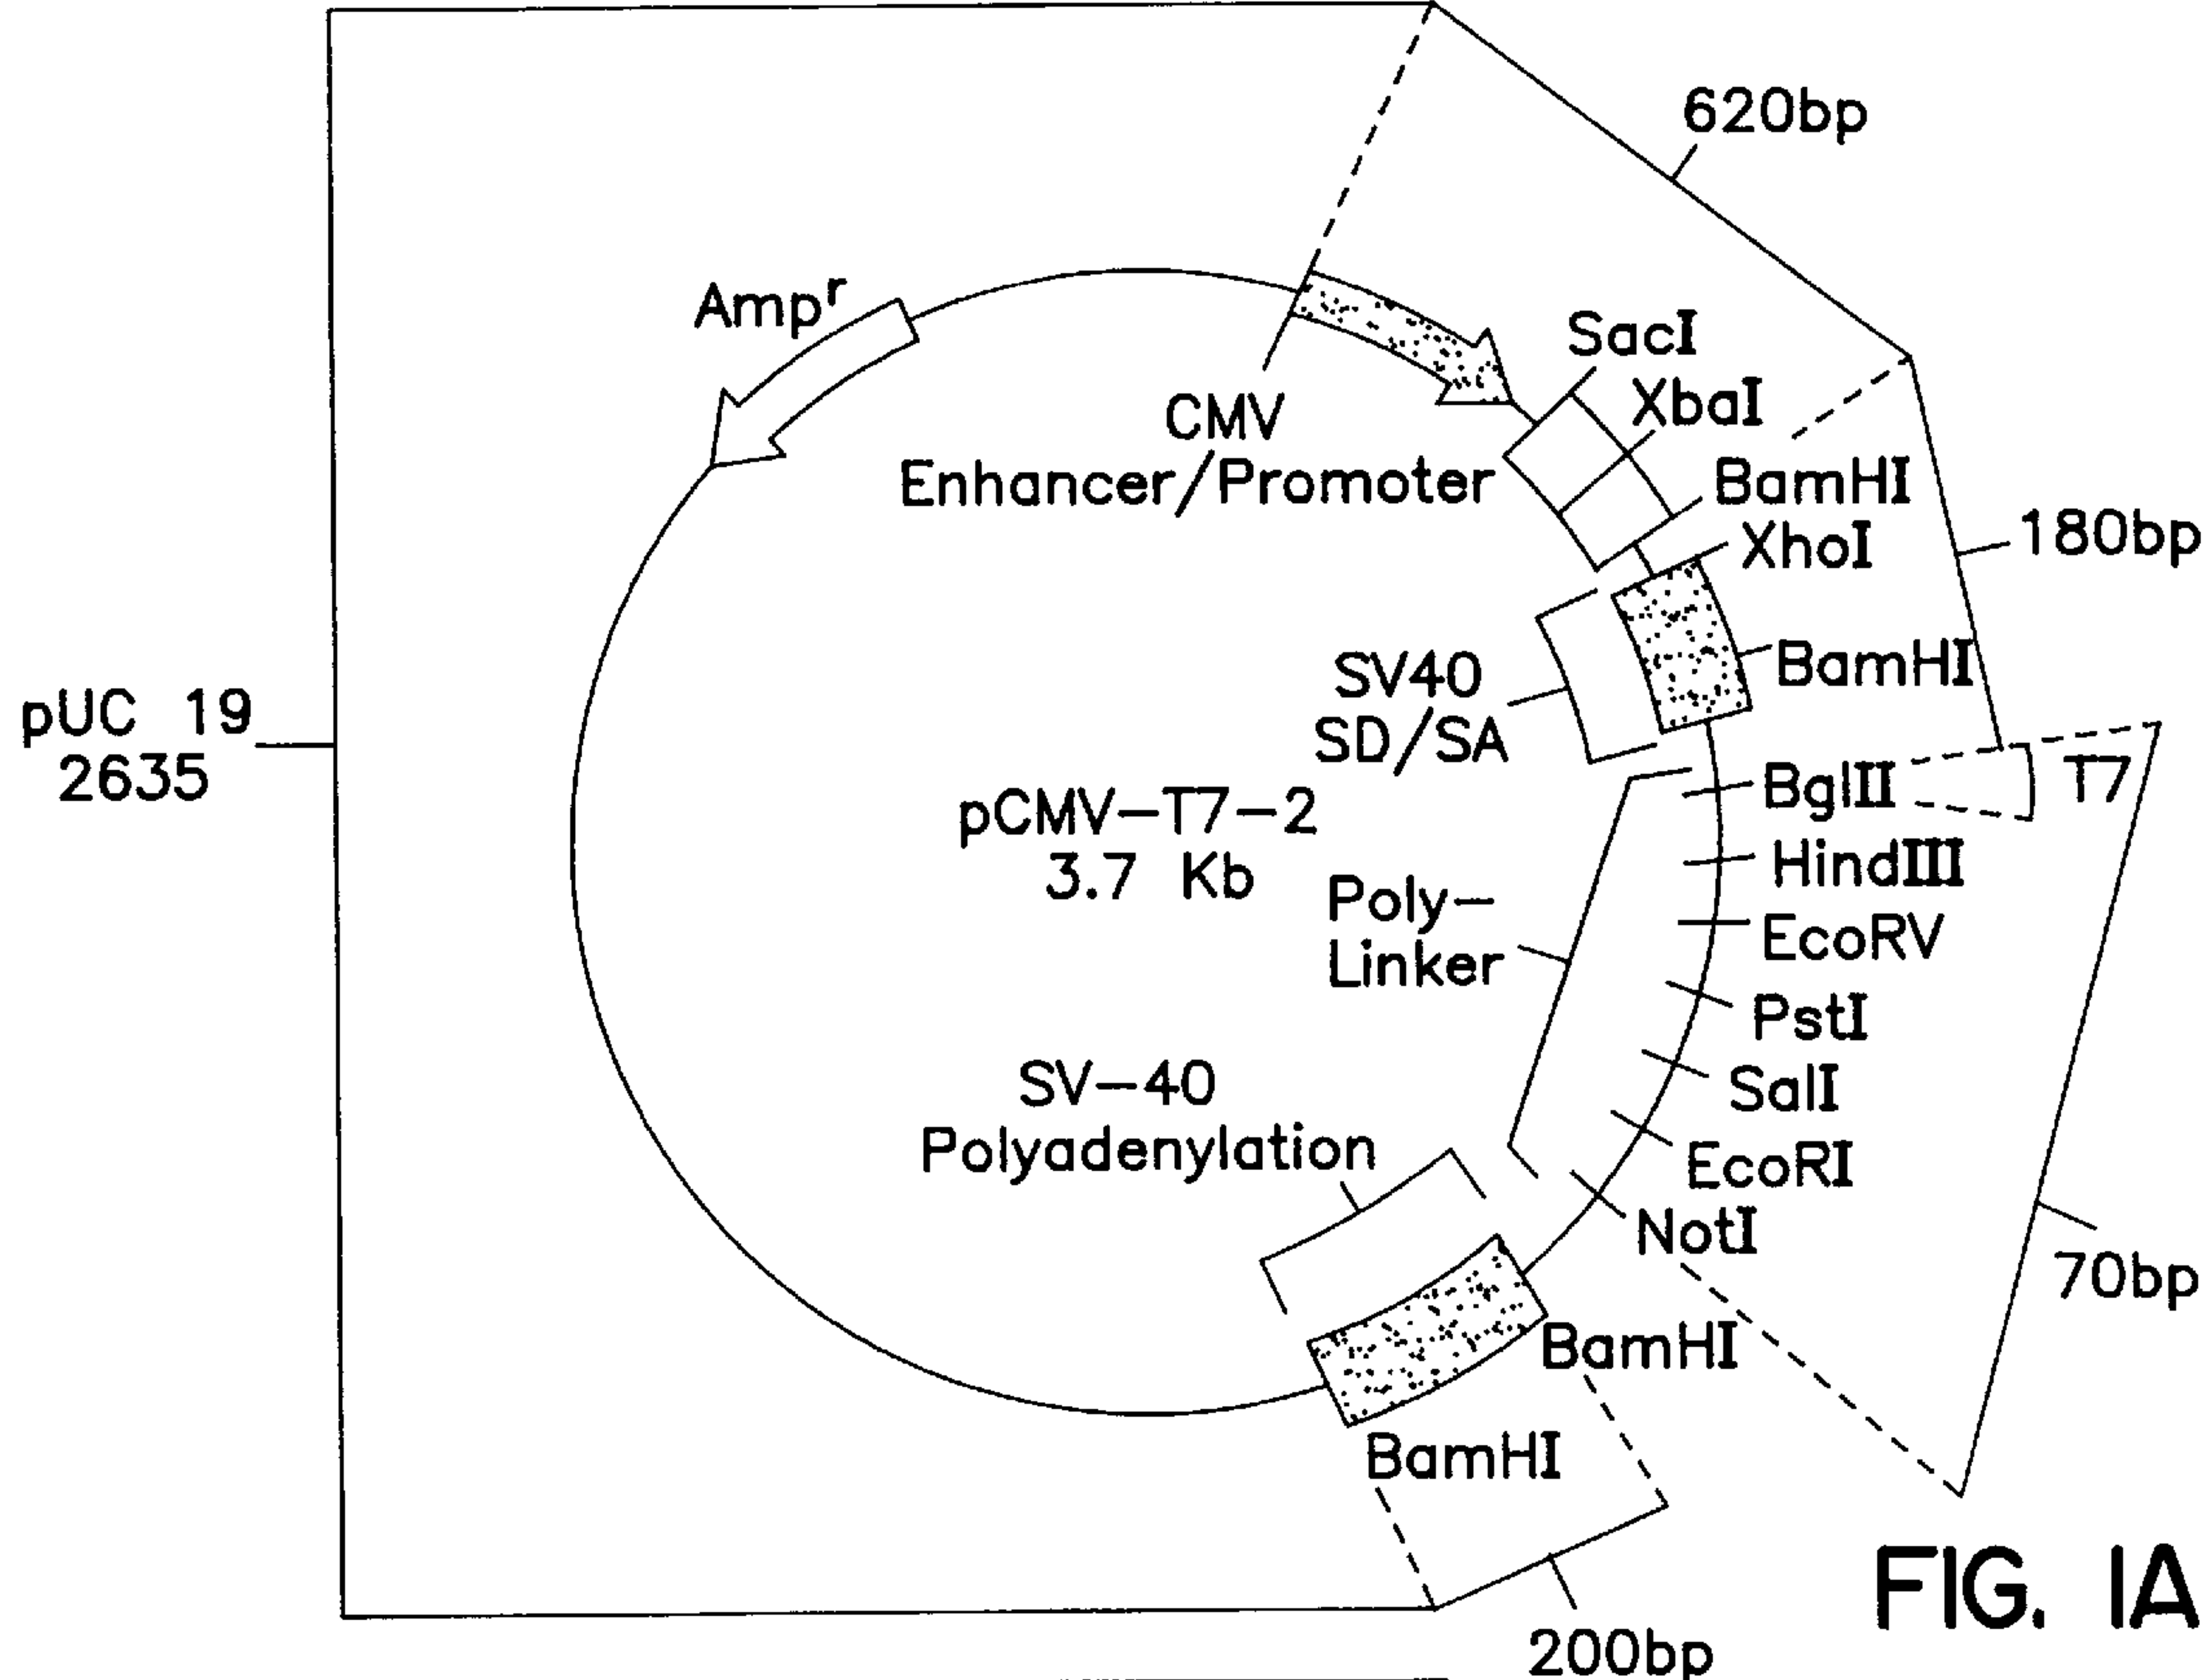 620bp
Ampʳ
SacI
XbaI
CMV
Enhancer/Promoter
BamHI
XhoI
180bp
BamHI
SV40
SD/SA
pUC 19
2635
T7
BglII
pCMV-T7-2
3.7 Kb
HindIII
Poly-
Linker
EcoRV
PstI
SalI
SV-40
Polyadenylation
EcoRI
NotI
70bp
BamHI
BamHI
200bp
FIG. 1A